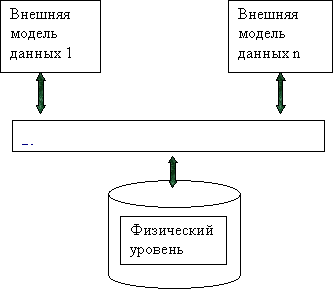 Внешняя
модель
данных 1
Внешняя
модель
данных n
Физический
уровень